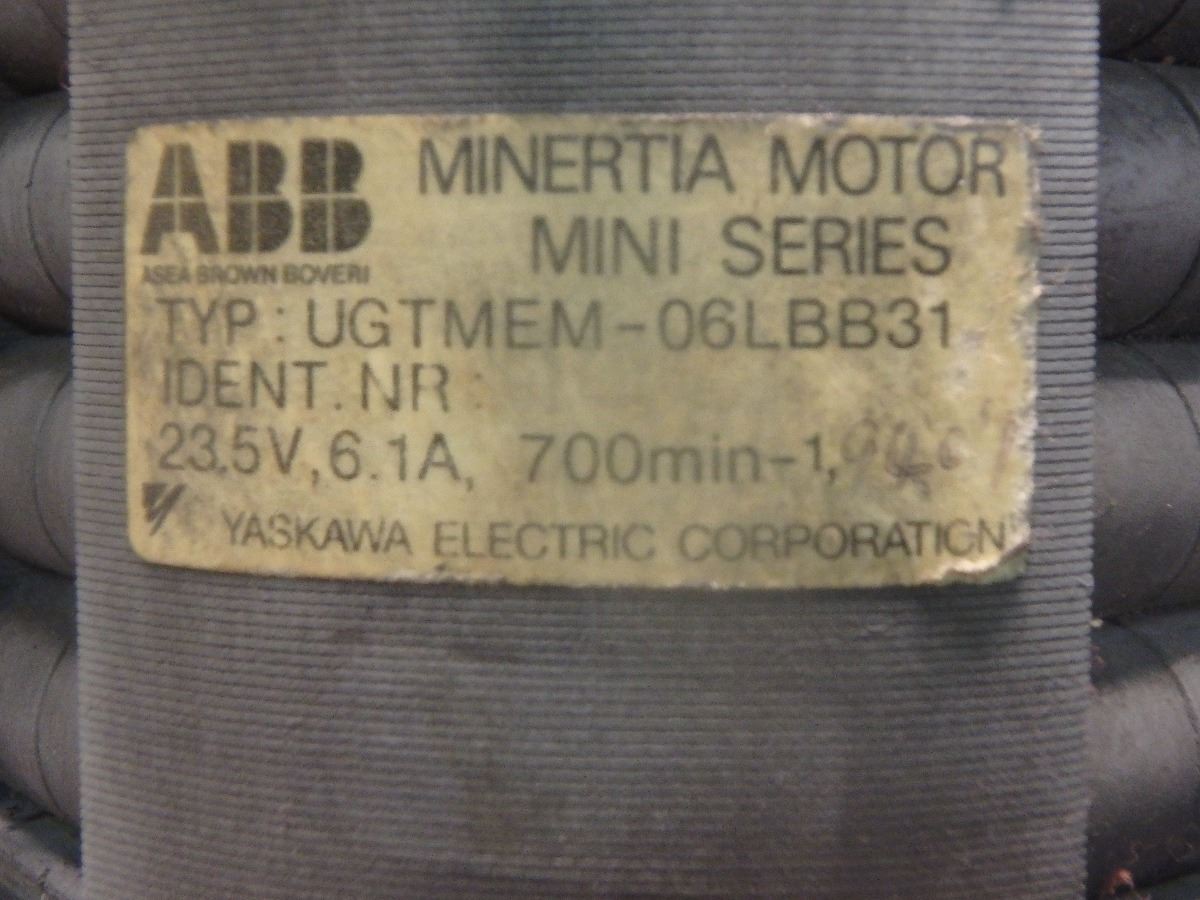 ABB MINERTIA MOTOR
MINI SERIES
ASEA BROWN BOVERI
TYP: UGTMEM-06LBB31
IDENT. NR :
23.5V, 6.1A, 700min-1,
YASKAWA ELECTRIC CORPORATION